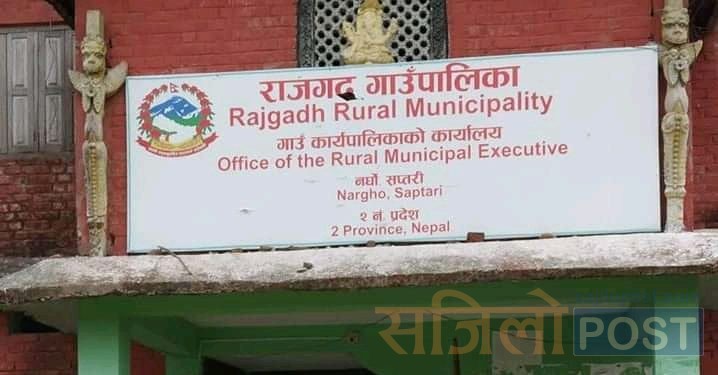 राजगढ गाउँपालिका
Rajgadh Rural Municipality
गाउँ कार्यपालिकाको कार्यालय
Office of the Rural Municipal Executive
नर्घो, सप्तरी
Nargho, Saptari
२ नं. प्रदेश
2 Province, Nepal
सजिलो POST